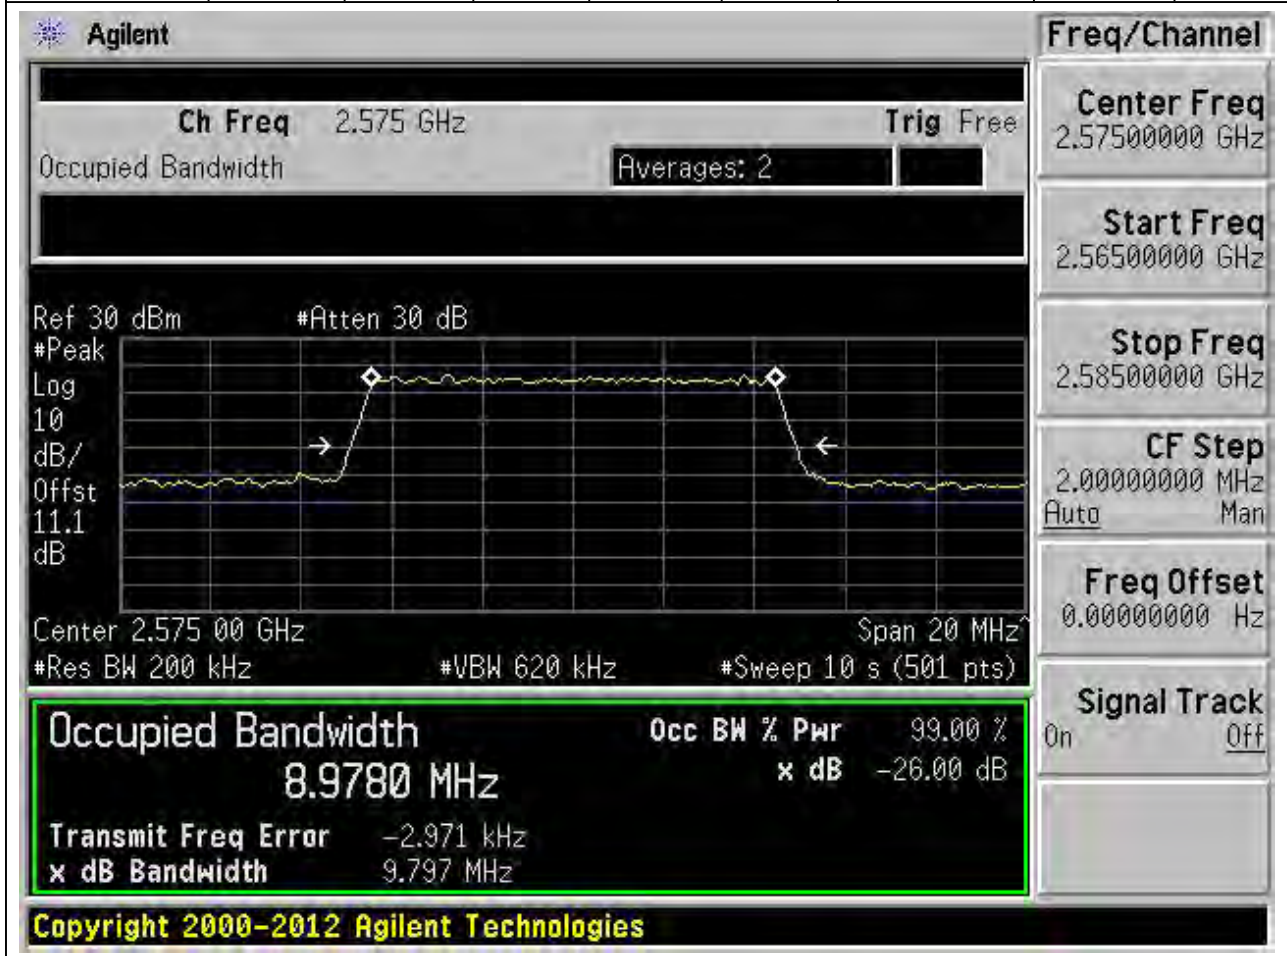 Agilent
Freq/Channel
Ch Freq 2.575 GHz Trig Free
Occupied Bandwidth Averages: 2
Center Freq
2.57500000 GHz
Start Freq
2.56500000 GHz
Stop Freq
2.58500000 GHz
CF Step
2.00000000 MHz
Auto Man
Freq Offset
0.00000000 Hz
Signal Track
On Off
Ref 30 dBm #Atten 30 dB
#Peak
Log
10
dB/
Offst
11.1
dB
Center 2.575 00 GHz Span 20 MHz^
#Res BW 200 kHz #VBW 620 kHz #Sweep 10 s (501 pts)
Occupied Bandwidth
8.9780 MHz
Occ BW % Pwr 99.00 %
x dB -26.00 dB
Transmit Freq Error -2.971 kHz
x dB Bandwidth 9.797 MHz
Copyright 2000-2012 Agilent Technologies